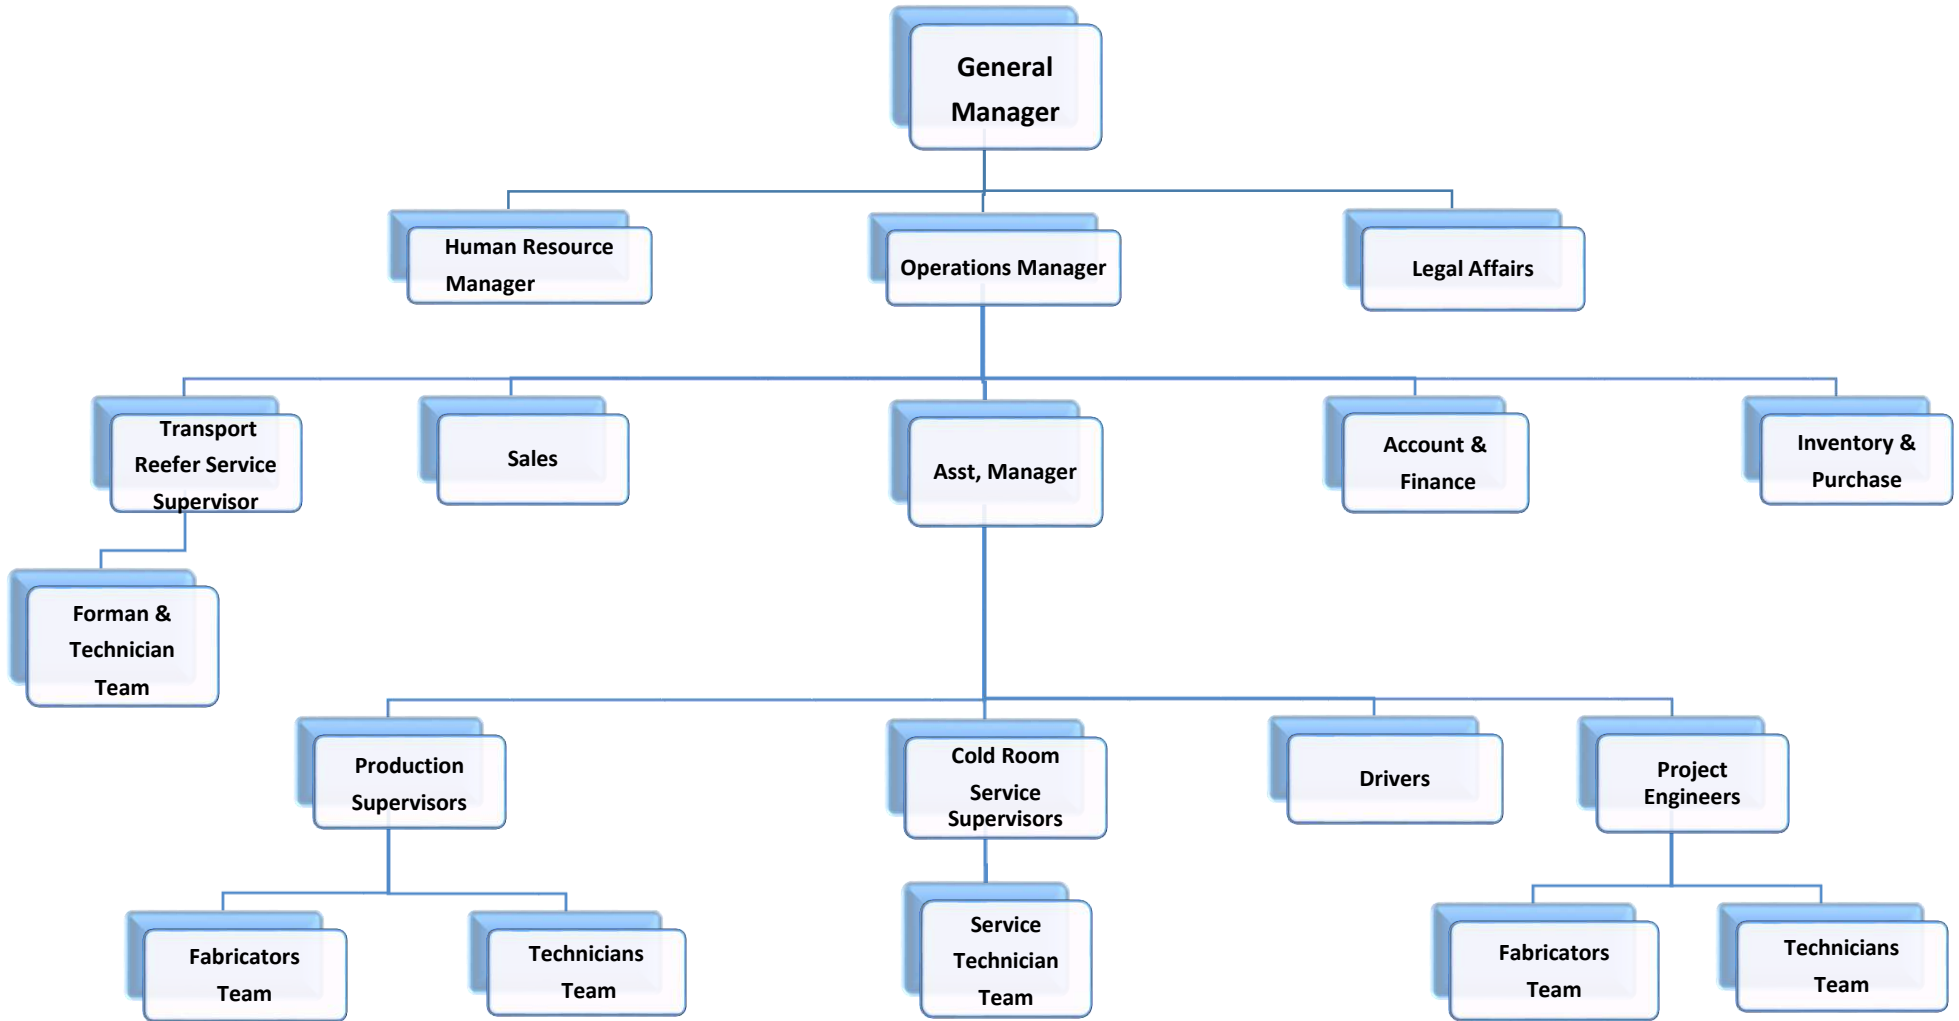 General
Manager
Human Resource
Manager
Operations Manager
Legal Affairs
Transport
Reefer Service
Supervisor
Sales
Asst, Manager
Account &
Finance
Inventory &
Purchase
Forman &
Technician
Team
Production
Supervisors
Cold Room
Service
Supervisors
Drivers
Project
Engineers
Fabricators
Team
Technicians
Team
Service
Technician
Team
Fabricators
Team
Technicians
Team